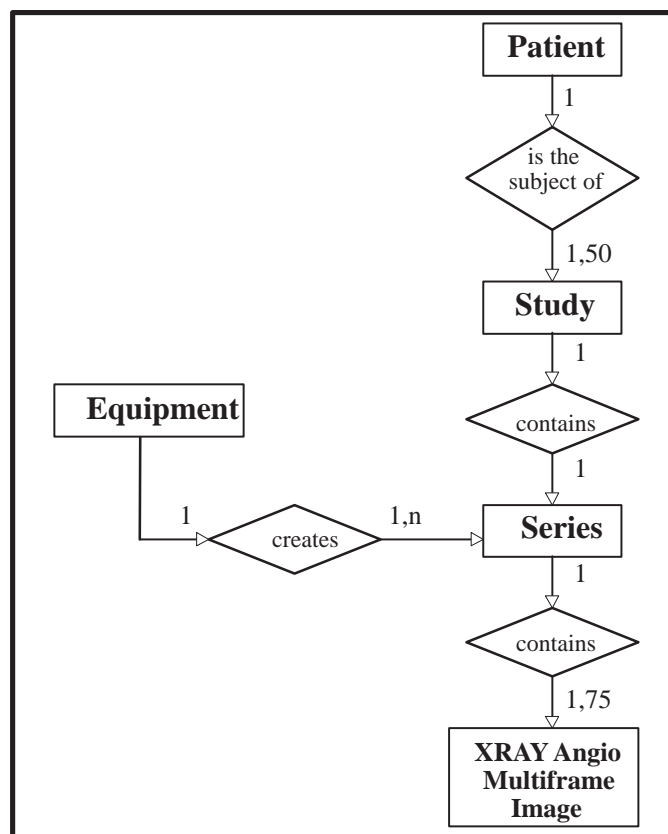 Patient
1
is the
subject of
1,50
Study
1
Equipment
contains
1
1
1,n
Series
creates
1
contains
1,75
XRAY Angio
Multiframe
Image